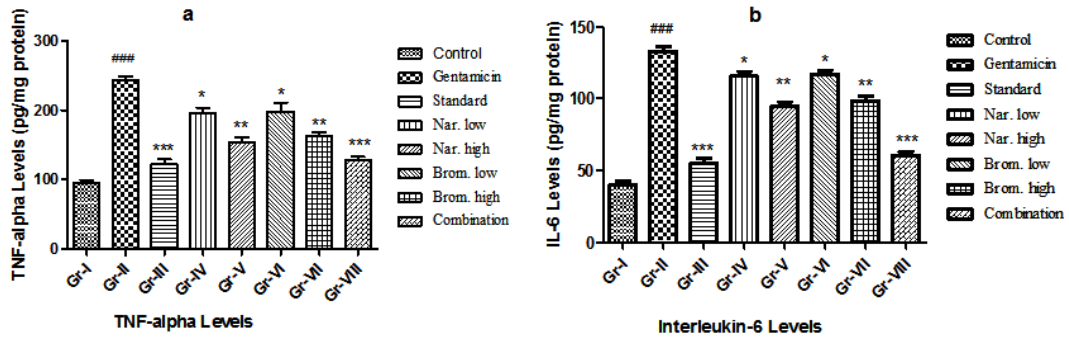 a
TNF-alpha Levels (pg/mg protein)
300
200
100
0
###
***
*
**
*
**
***
Gr-I
Gr-II
Gr-III
Gr-IV
Gr-V
Gr-VI
Gr-VII
Gr-VIII
TNF-alpha Levels
Control
Gentamicin
Standard
Nar. low
Nar. high
Brom. low
Brom. high
Combination
b
IL-6 Levels (pg/mg protein)
150
100
50
0
###
***
*
**
*
**
***
Gr-I
Gr-II
Gr-III
Gr-IV
Gr-V
Gr-VI
Gr-VII
Gr-VIII
Interleukin-6 Levels
Control
Gentamicin
Standard
Nar. low
Nar. high
Brom. low
Brom. high
Combination